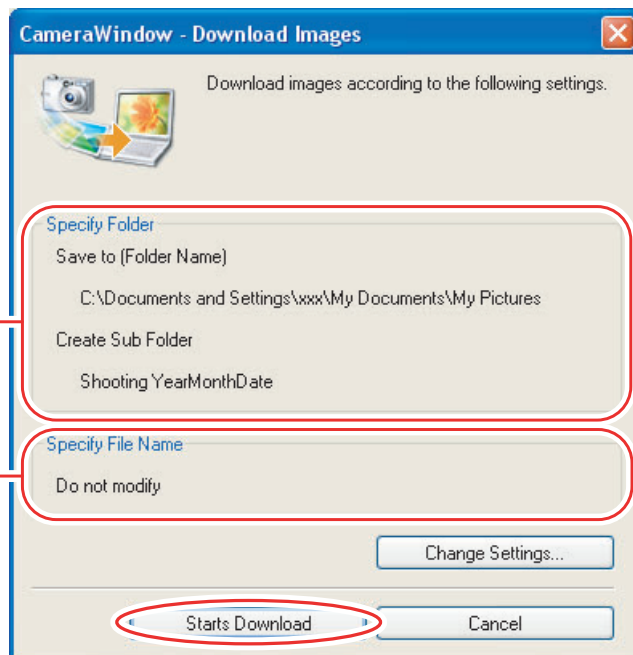 CameraWindow - Download Images
Download images according to the following settings.
Specify Folder
Save to (Folder Name)
C:\Documents and Settings\xxx\My Documents\My Pictures
Create Sub Folder
Shooting YearMonthDate
Specify File Name
Do not modify
Change Settings...
Starts Download
Cancel